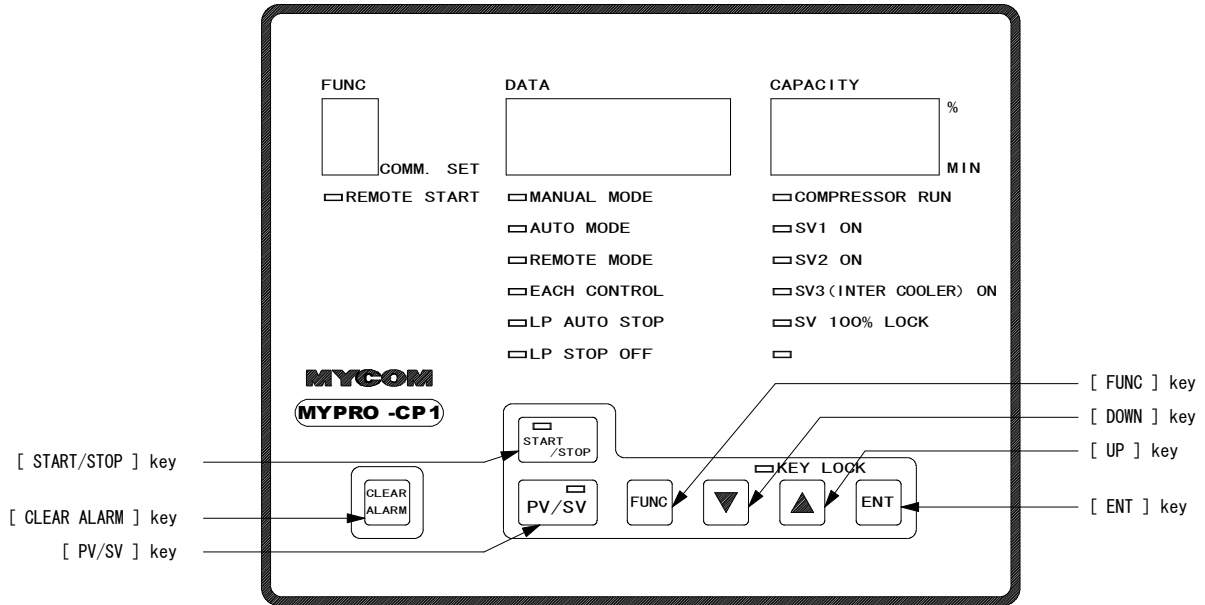 FUNC
DATA
CAPACITY
%
COMM. SET
MIN
REMOTE START
MANUAL MODE
COMPRESSOR RUN
AUTO MODE
SV1 ON
REMOTE MODE
SV2 ON
EACH CONTROL
SV3(INTER COOLER) ON
LP AUTO STOP
SV 100% LOCK
LP STOP OFF
MYCOM
MYPRO -CP1
[ FUNC ] key
[ DOWN ] key
[ UP ] key
[ ENT ] key
START
/STOP
[ START/STOP ] key
KEY LOCK
CLEAR
ALARM
PV/SV
FUNC
ENT
[ CLEAR ALARM ] key
[ PV/SV ] key